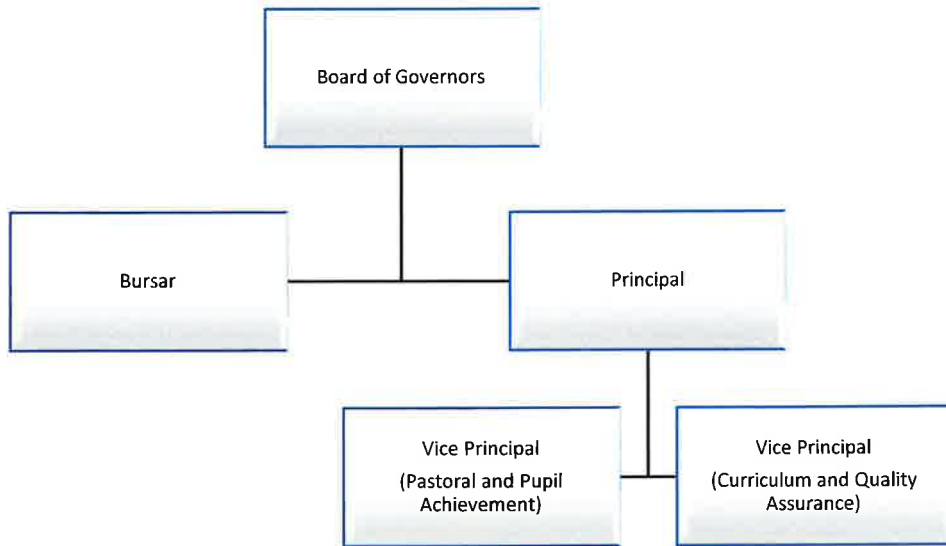 Board of Governors
Bursar
Principal
Vice Principal
(Pastoral and Pupil
Achievement)
Vice Principal
(Curriculum and Quality
Assurance)